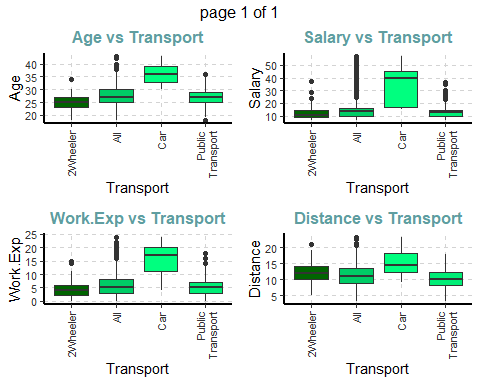 page 1 of 1
Age vs Transport
Age
40
35
30
25
20
2Wheeler
All
Car
Public
Transport
Transport
Salary vs Transport
Salary
50
40
30
20
10
2Wheeler
All
Car
Public
Transport
Transport
Work.Exp vs Transport
Work.Exp
25
20
15
10
5
0
2Wheeler
All
Car
Public
Transport
Transport
Distance vs Transport
Distance
20
15
10
5
2Wheeler
All
Car
Public
Transport
Transport